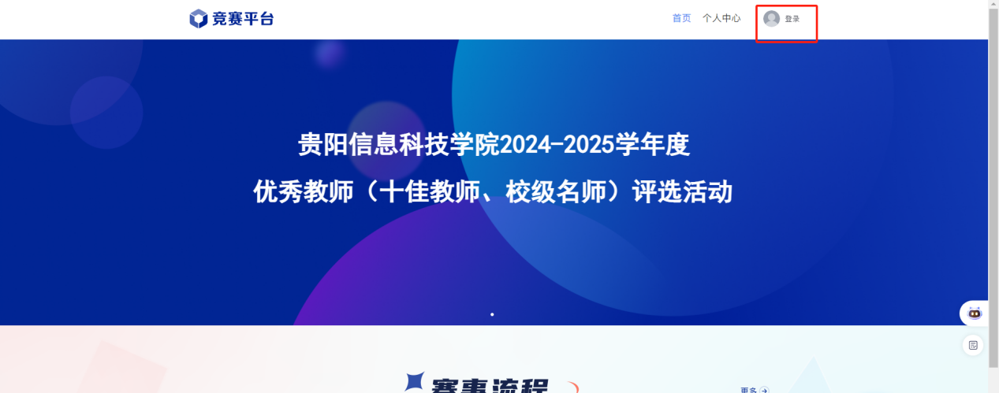 竞赛平台
首页 个人中心 登录
贵阳信息科技学院2024-2025学年度
优秀教师（十佳教师、校级名师）评选活动
赛事流程
更多